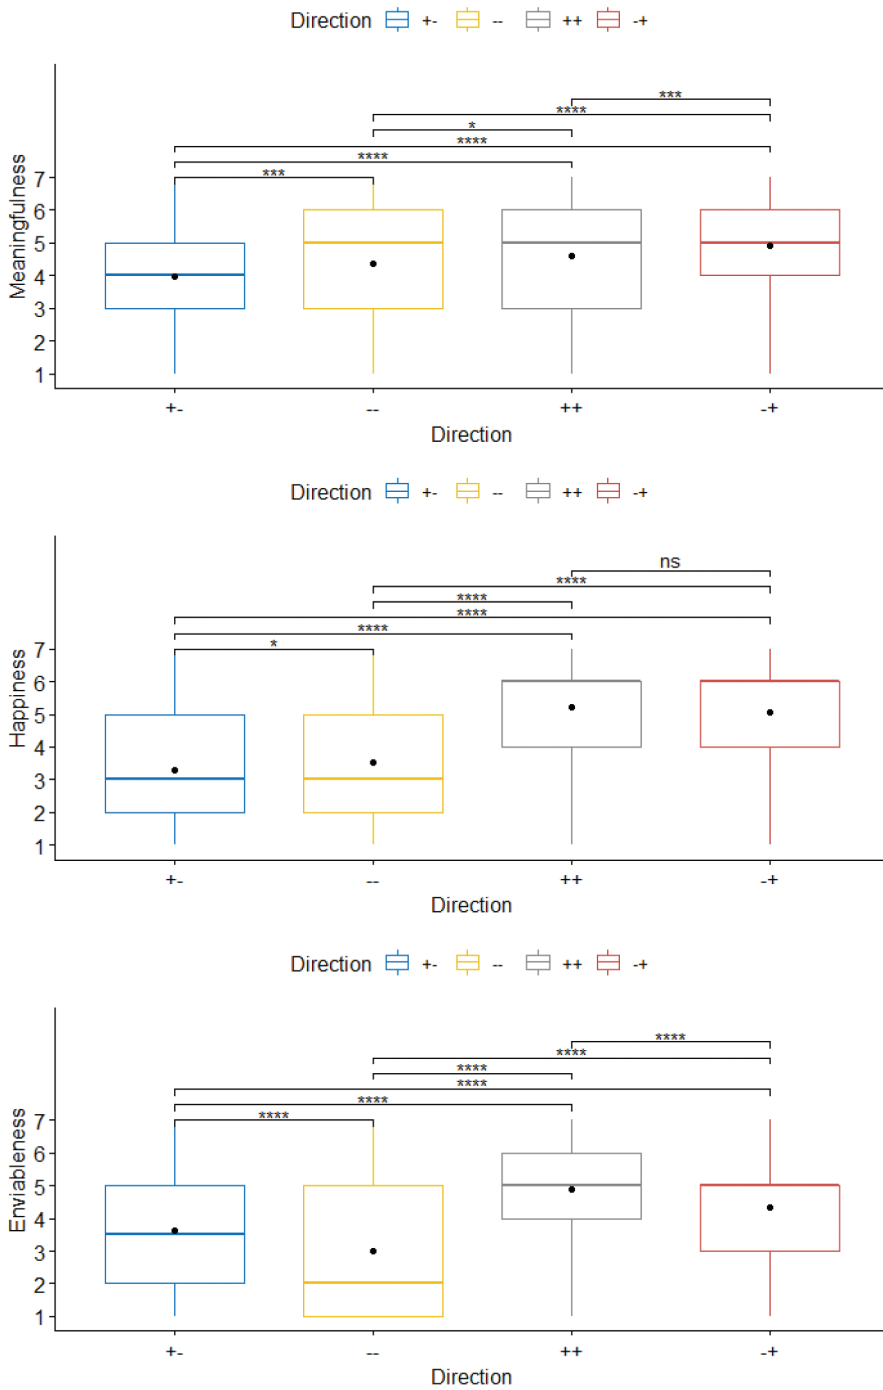 Direction +- -- ++ -+
***
****
*
****
****
***
Meaningfulness
7
6
5
4
3
2
1
+- -- ++ -+
Direction
Direction +- -- ++ -+
ns
****
****
****
****
*
Happiness
7
6
5
4
3
2
1
+- -- ++ -+
Direction
Direction +- -- ++ -+
****
****
****
****
****
****
Enviableness
7
6
5
4
3
2
1
+- -- ++ -+
Direction